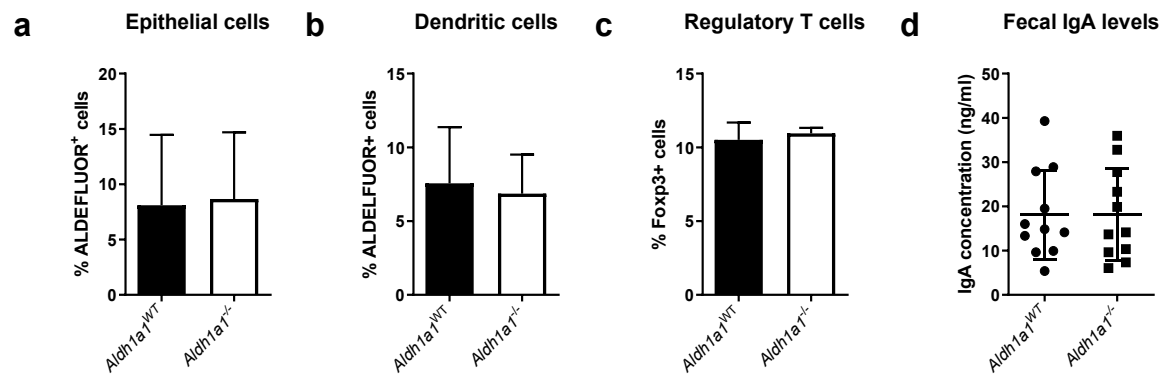 a
Epithelial cells
% ALDEFLUOR+ cells
20
15
10
5
0
Aldh1a1WT
Aldh1a1-/-
b
Dendritic cells
% ALDELFUOR+ cells
15
10
5
0
Aldh1a1WT
Aldh1a1-/-
c
Regulatory T cells
% Foxp3+ cells
15
10
5
0
Aldh1a1WT
Aldh1a1-/-
d
Fecal IgA levels
IgA concentration (ng/ml)
50
40
30
20
10
0
Aldh1a1WT
Aldh1a1-/-